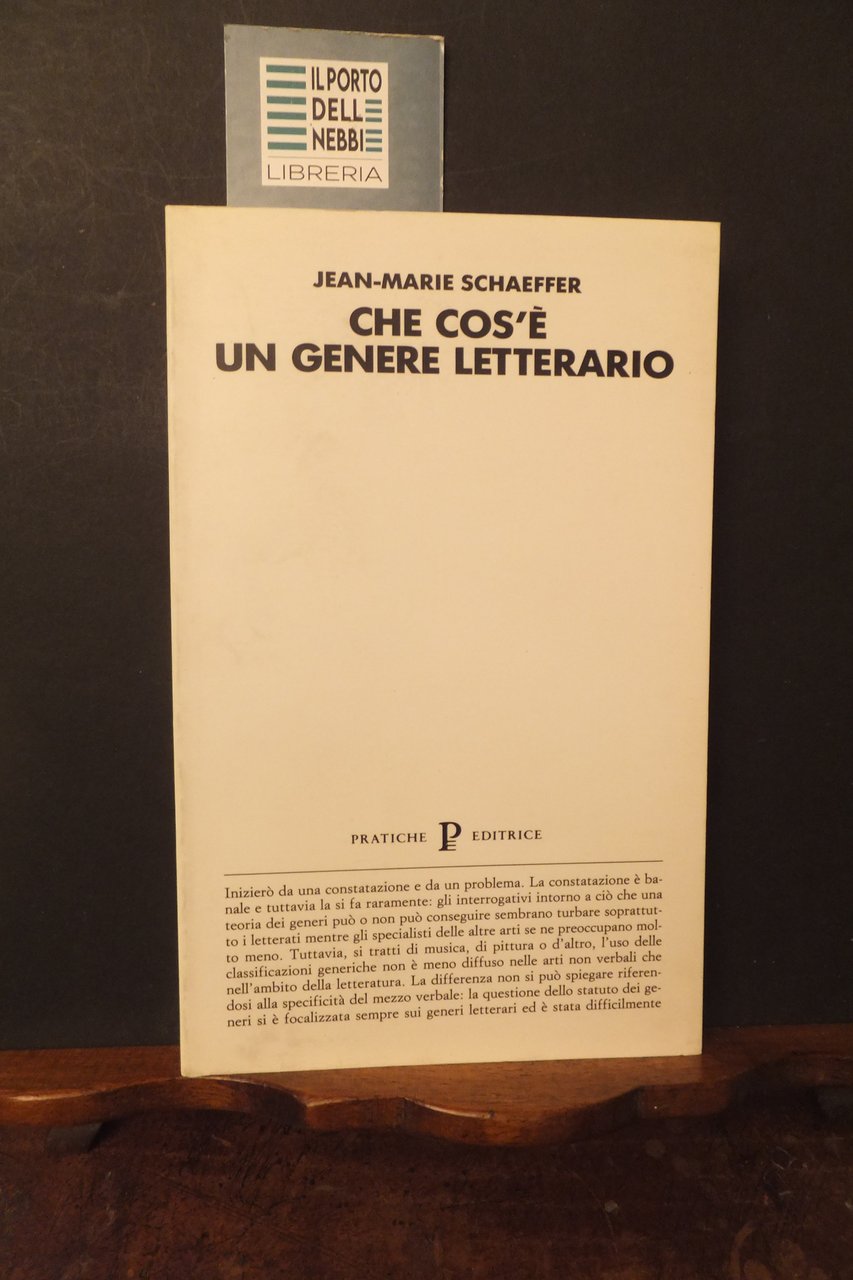 IL PORTO
DELLE
NEBBIE
LIBRERIA
JEAN-MARIE SCHAEFFER
CHE COS'È
UN GENERE LETTERARIO
PRATICHE P EDITRICE
Inizierò da una constatazione e da un problema. La constatazione è ba-
nale e tuttavia la si fa raramente: gli interrogativi intorno a ciò che una
teoria dei generi può o non può conseguire sembrano turbare soprattut-
to i letterati mentre gli specialisti delle altre arti se ne preoccupano mol-
to meno. Tuttavia, si tratti di musica, di pittura o d'altro, l'uso delle
classificazioni generiche non è meno diffuso nelle arti non verbali che
nell'ambito della letteratura. La differenza non si può spiegare riferen-
dosi alla specificità del mezzo verbale: la questione dello statuto dei ge-
neri si è focalizzata sempre sui generi letterari ed è stata difficilmente